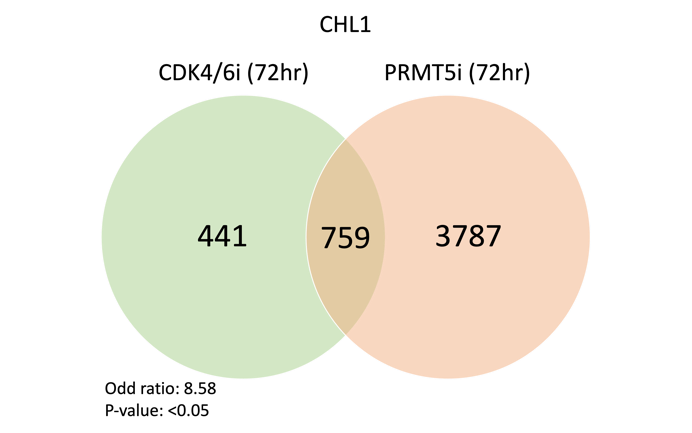 CHL1
CDK4/6i (72hr)
PRMT5i (72hr)
441
759
3787
Odd ratio: 8.58
P-value: <0.05